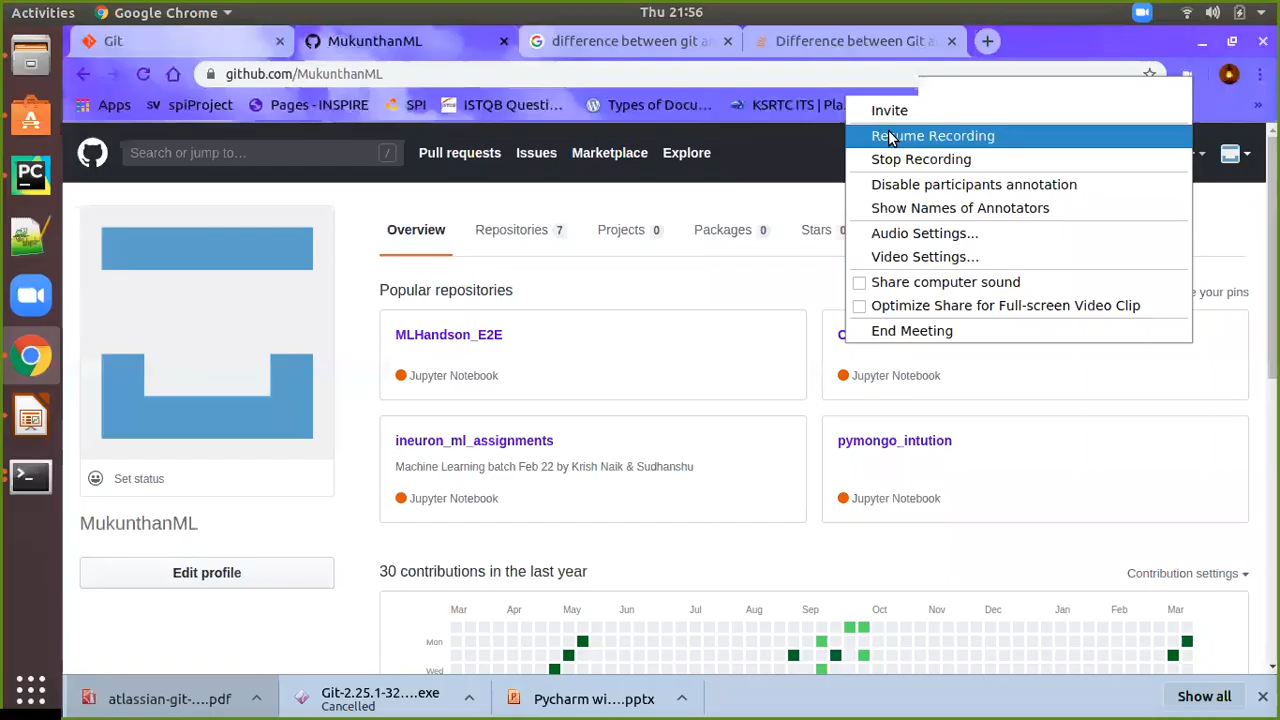 Activities Google Chrome Thu 21:56
Git MukunthanML difference between git an Difference between Git a
github.com/MukunthanML
Apps SV spiProject Pages - INSPIRE SPI ISTQB Questi... Types of Docu... KSRTC ITS | Pla... »
Search or jump to... / Pull requests Issues Marketplace Explore
Invite
Resume Recording
Stop Recording
Disable participants annotation
Show Names of Annotators
Audio Settings...
Video Settings...
Share computer sound
Optimize Share for Full-screen Video Clip
End Meeting
Overview Repositories 7 Projects 0 Packages 0 Stars 0
Popular repositories e your pins
MLHandson_E2E
Jupyter Notebook Jupyter Notebook
ineuron_ml_assignments pymongo_intution
Machine Learning batch Feb 22 by Krish Naik & Sudhanshu
Jupyter Notebook Jupyter Notebook
Set status
MukunthanML
Edit profile
30 contributions in the last year Contribution settings
Mar Apr May Jun Jul Aug Sep Oct Nov Dec Jan Feb Mar
Mon
Wed
PC
atlassian-git-....pdf Git-2.25.1-32....exe Pycharm wi....pptx Show all
Cancelled